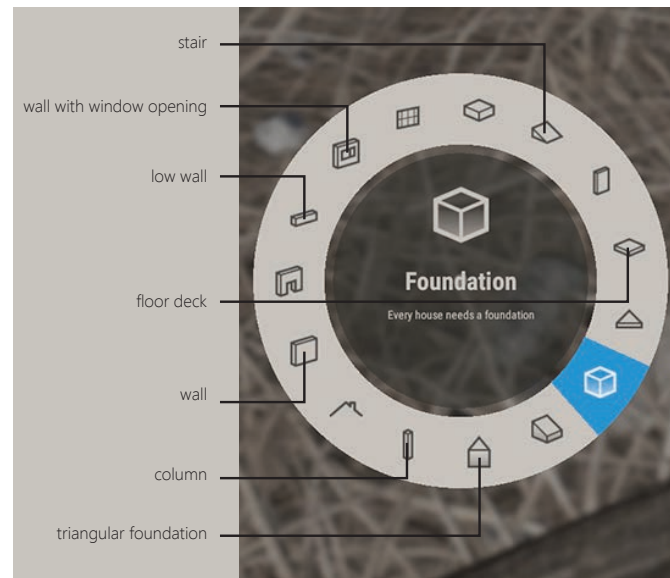 stair
wall with window opening
low wall
floor deck
wall
column
triangular foundation
Foundation
Every house needs a foundation